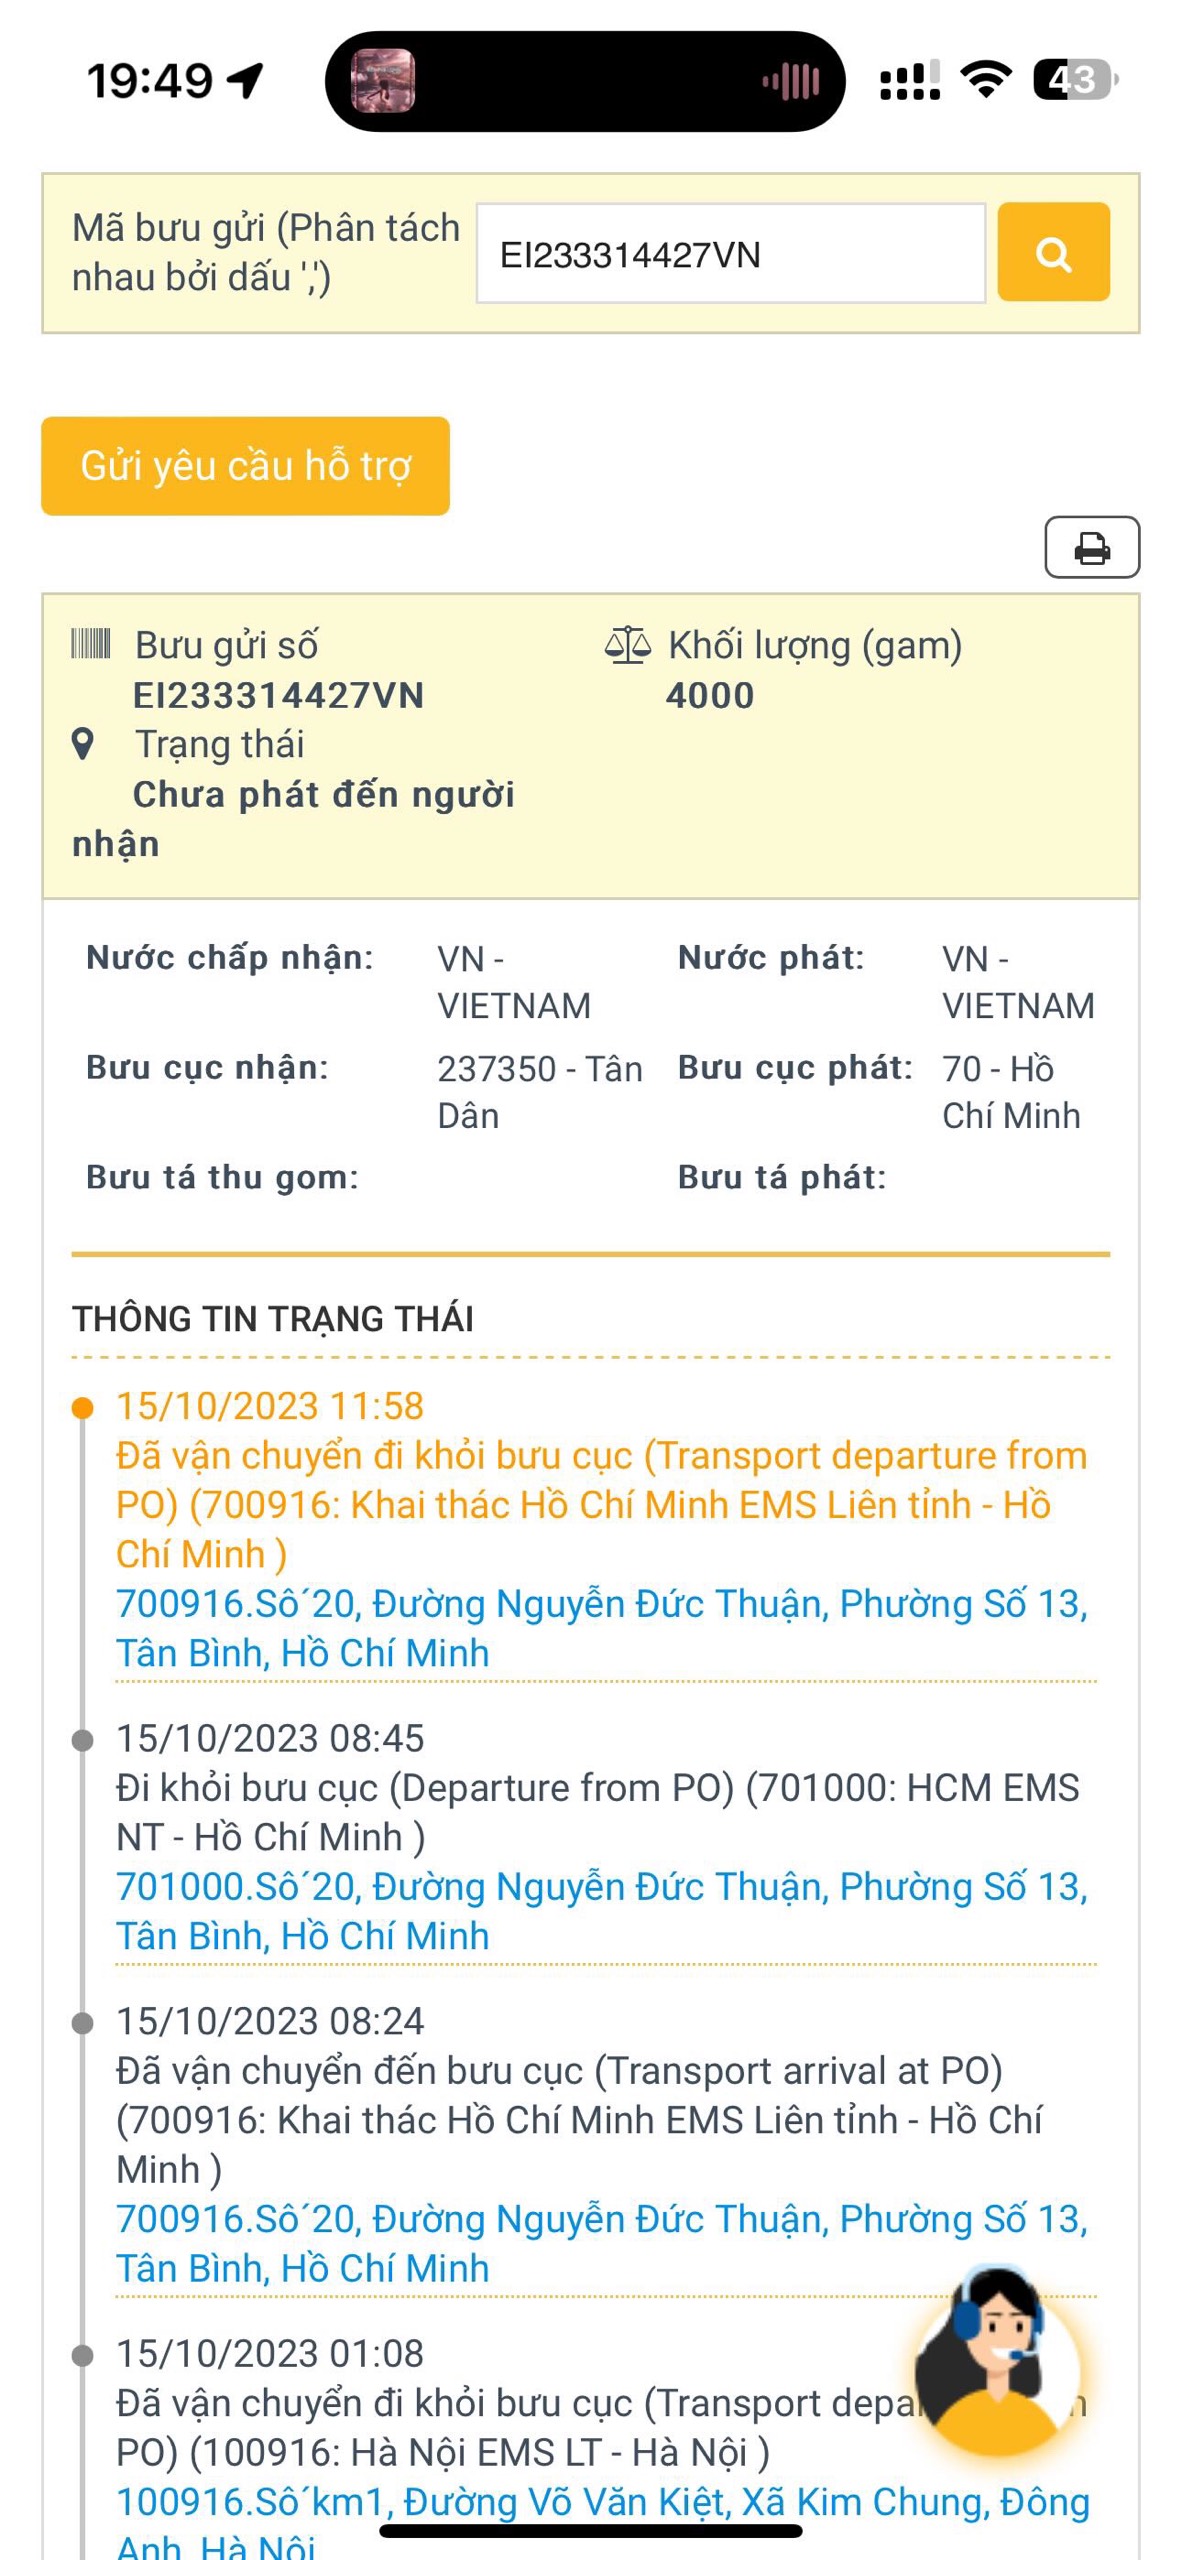 19:49
43
Mã bưu gửi (Phân tách
nhau bởi dấu ',')
EI233314427VN
Gửi yêu cầu hỗ trợ
Bưu gửi số
EI233314427VN
Khối lượng (gam)
4000
Trạng thái
Chưa phát đến người
nhận
Nước chấp nhận:
VN -
VIETNAM
Nước phát:
VN -
VIETNAM
Bưu cục nhận:
237350 - Tân
Dân
Bưu cục phát:
70 - Hồ
Chí Minh
Bưu tá thu gom:
Bưu tá phát:
THÔNG TIN TRẠNG THÁI
15/10/2023 11:58
Đã vận chuyển đi khỏi bưu cục (Transport departure from
PO) (700916: Khai thác Hồ Chí Minh EMS Liên tỉnh - Hồ
Chí Minh )
700916.Sô´20, Đường Nguyễn Đức Thuận, Phường Số 13,
Tân Bình, Hồ Chí Minh
15/10/2023 08:45
Đi khỏi bưu cục (Departure from PO) (701000: HCM EMS
NT - Hồ Chí Minh )
701000.Sô´20, Đường Nguyễn Đức Thuận, Phường Số 13,
Tân Bình, Hồ Chí Minh
15/10/2023 08:24
Đã vận chuyển đến bưu cục (Transport arrival at PO)
(700916: Khai thác Hồ Chí Minh EMS Liên tỉnh - Hồ Chí
Minh )
700916.Sô´20, Đường Nguyễn Đức Thuận, Phường Số 13,
Tân Bình, Hồ Chí Minh
15/10/2023 01:08
Đã vận chuyển đi khỏi bưu cục (Transport
PO) (100916: Hà Nội EMS LT - Hà Nội )
100916.Sô´km1, Đường Võ Văn Kiệt, Xã Kim Chung, Đông
Anh, Hà Nội